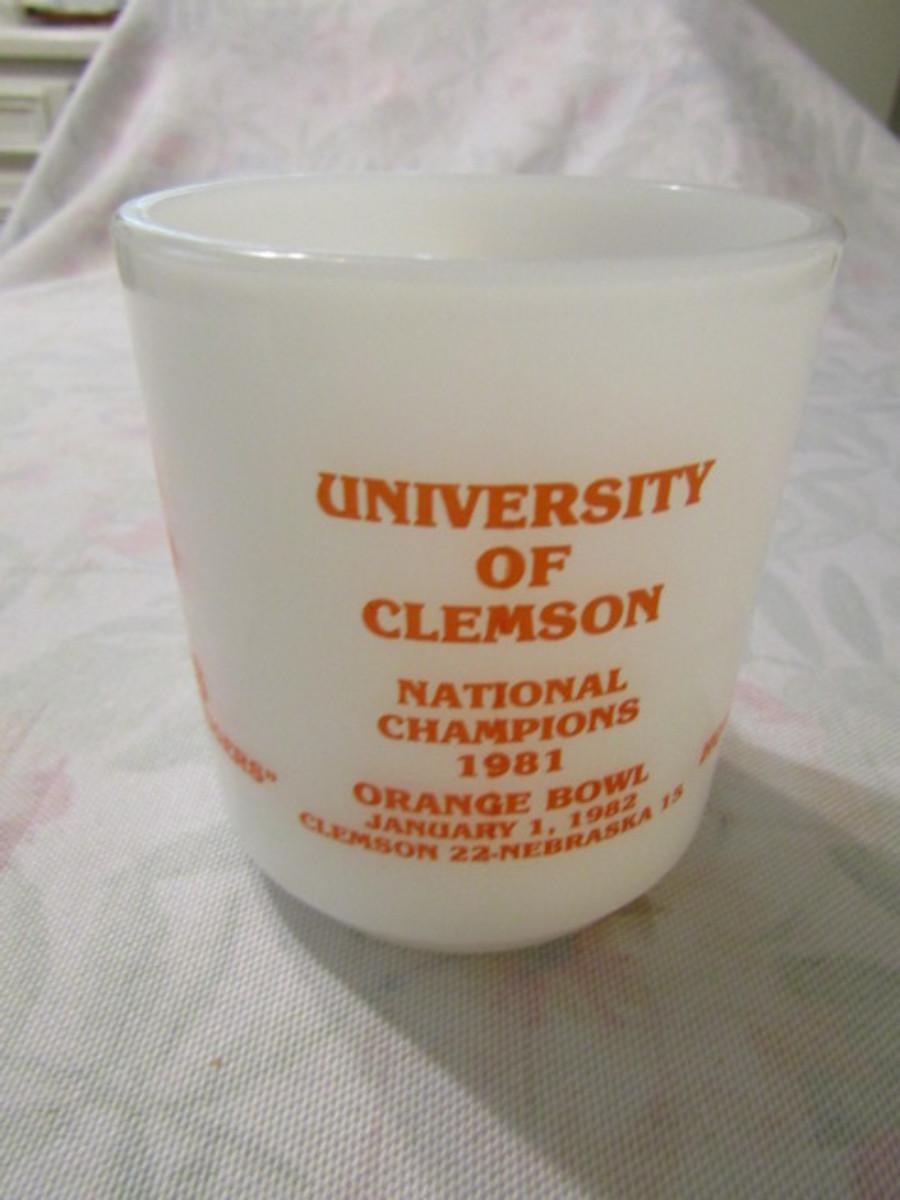 UNIVERSITY
OF
CLEMSON
NATIONAL
CHAMPIONS
1981
ORANGE BOWL
JANUARY 1, 1982
CLEMSON 22-NEBRASKA 15